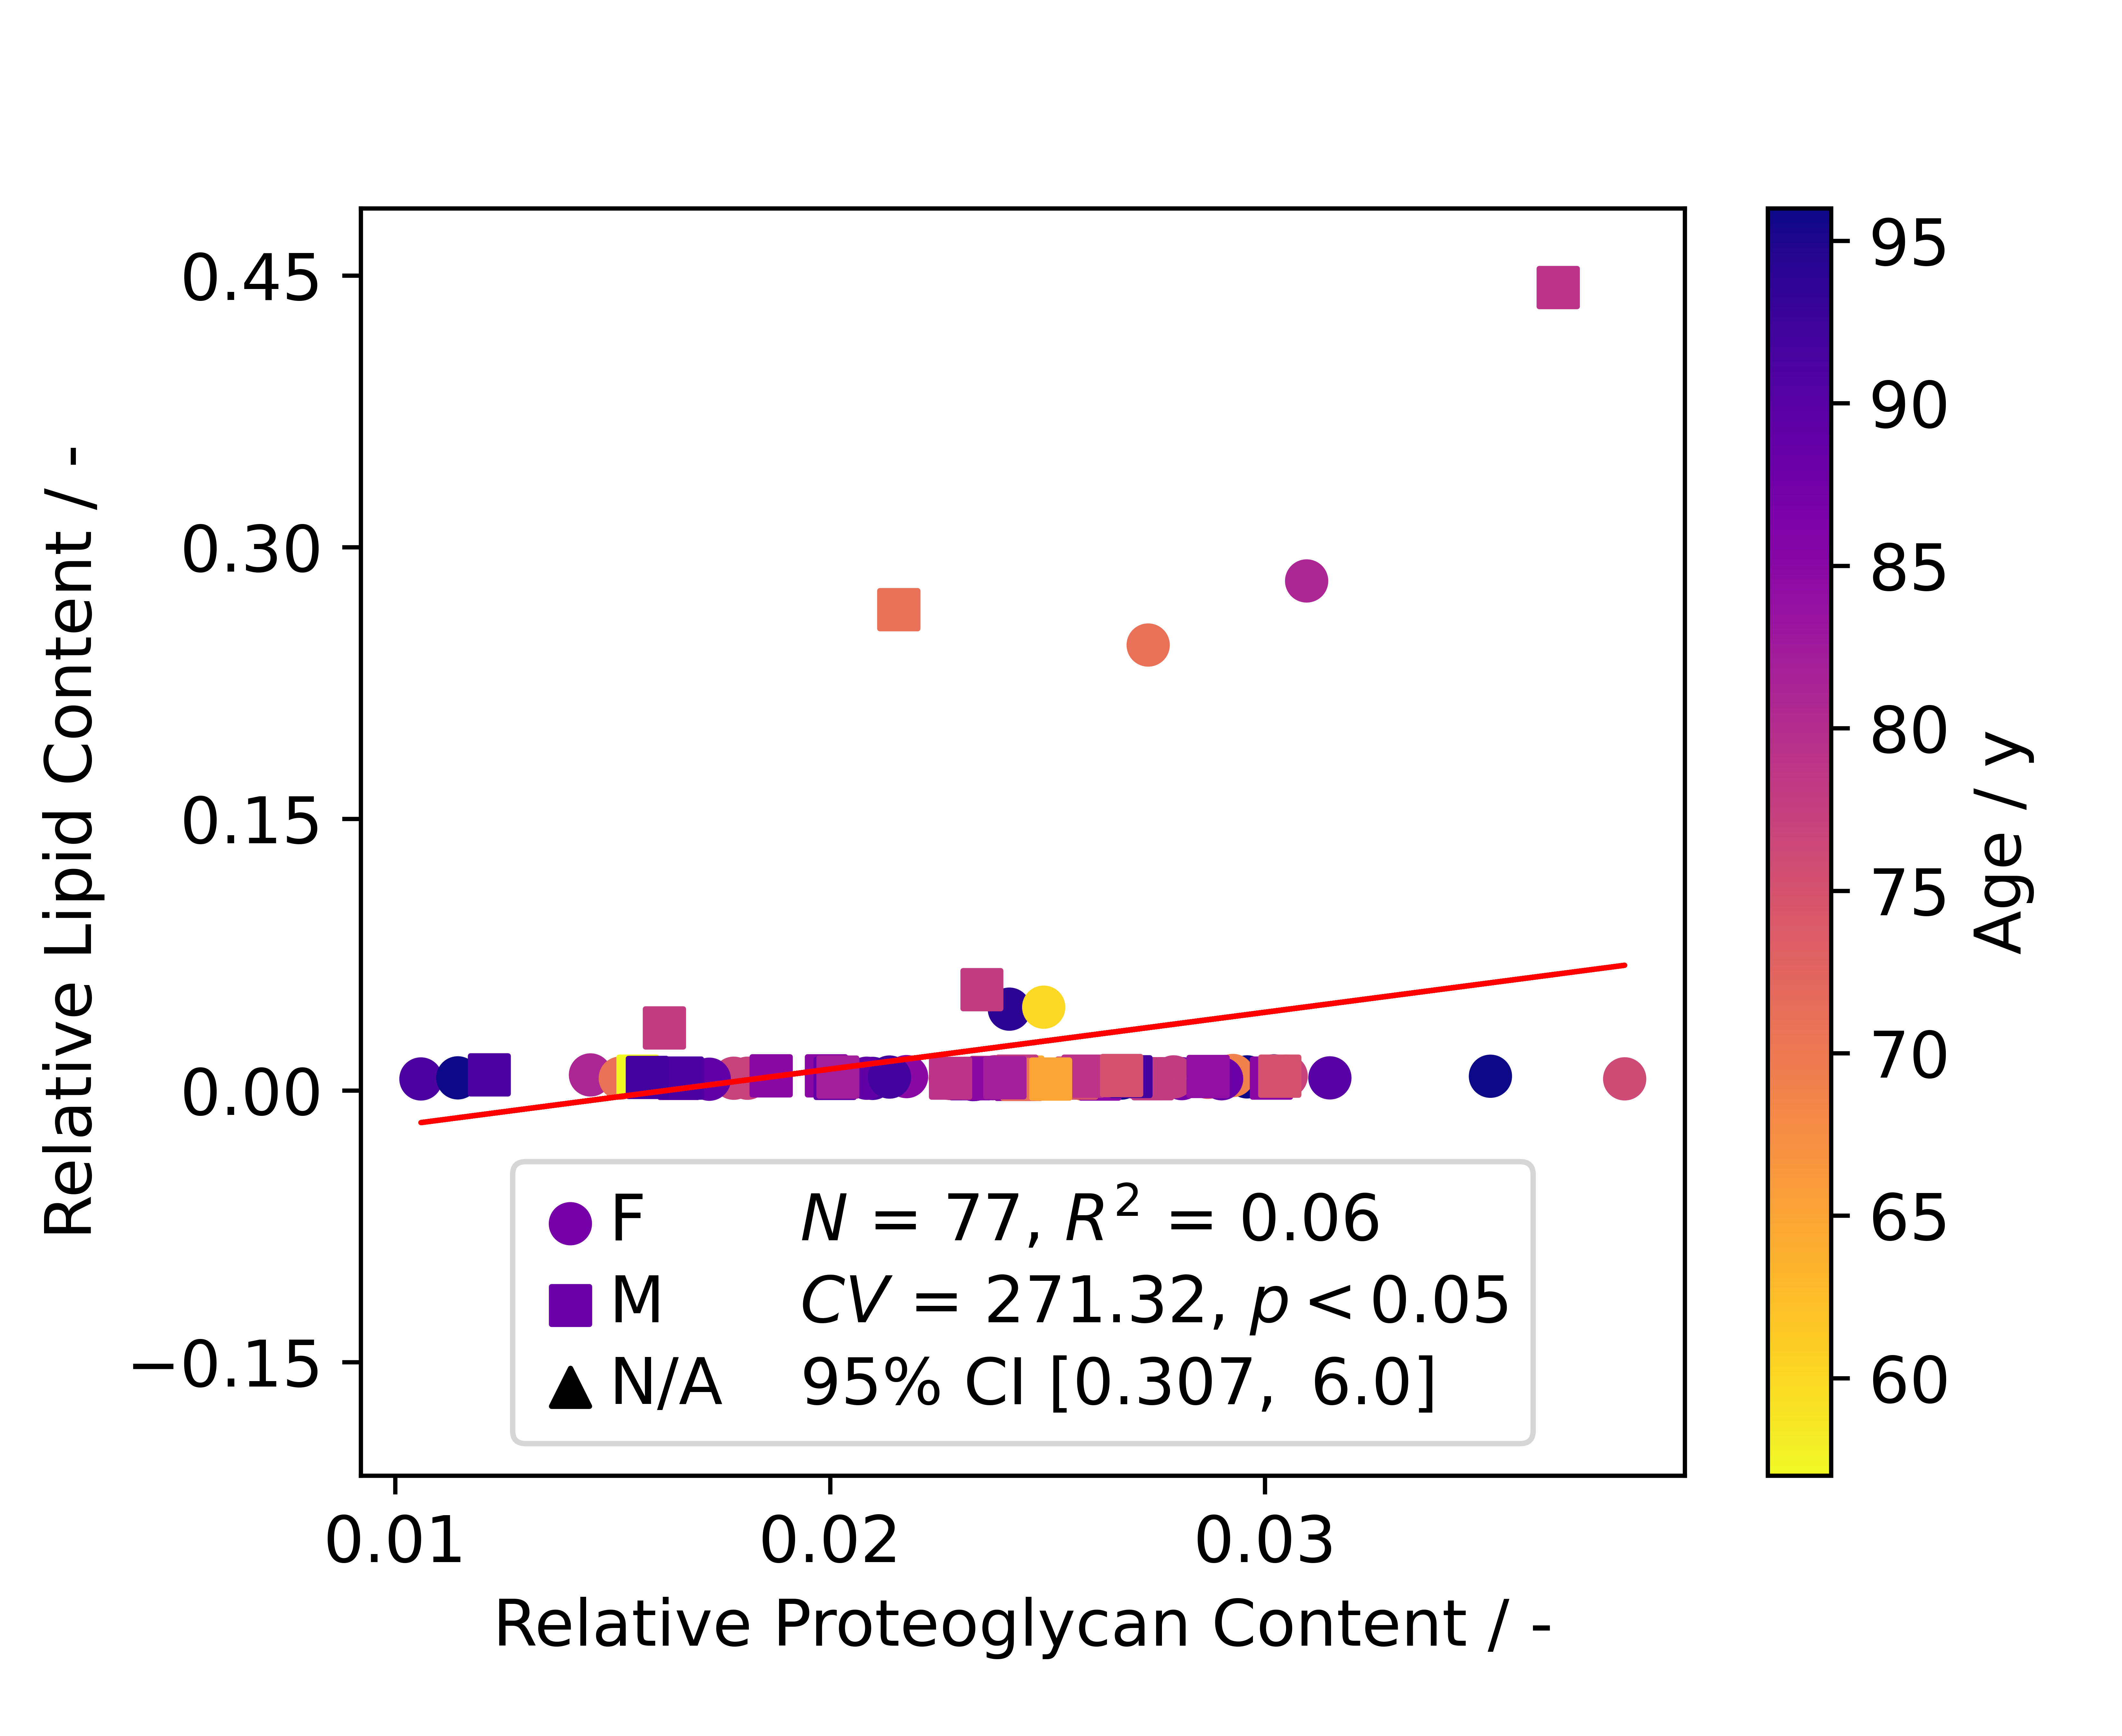 0.45
0.30
0.15
0.00
−0.15
Relative Lipid Content / -
0.01
0.02
0.03
Relative Proteoglycan Content / -
F
M
N/A
N = 77, R² = 0.06
CV = 271.32, p < 0.05
95% CI [0.307, 6.0]
95
90
85
80
75
70
65
60
Age / y